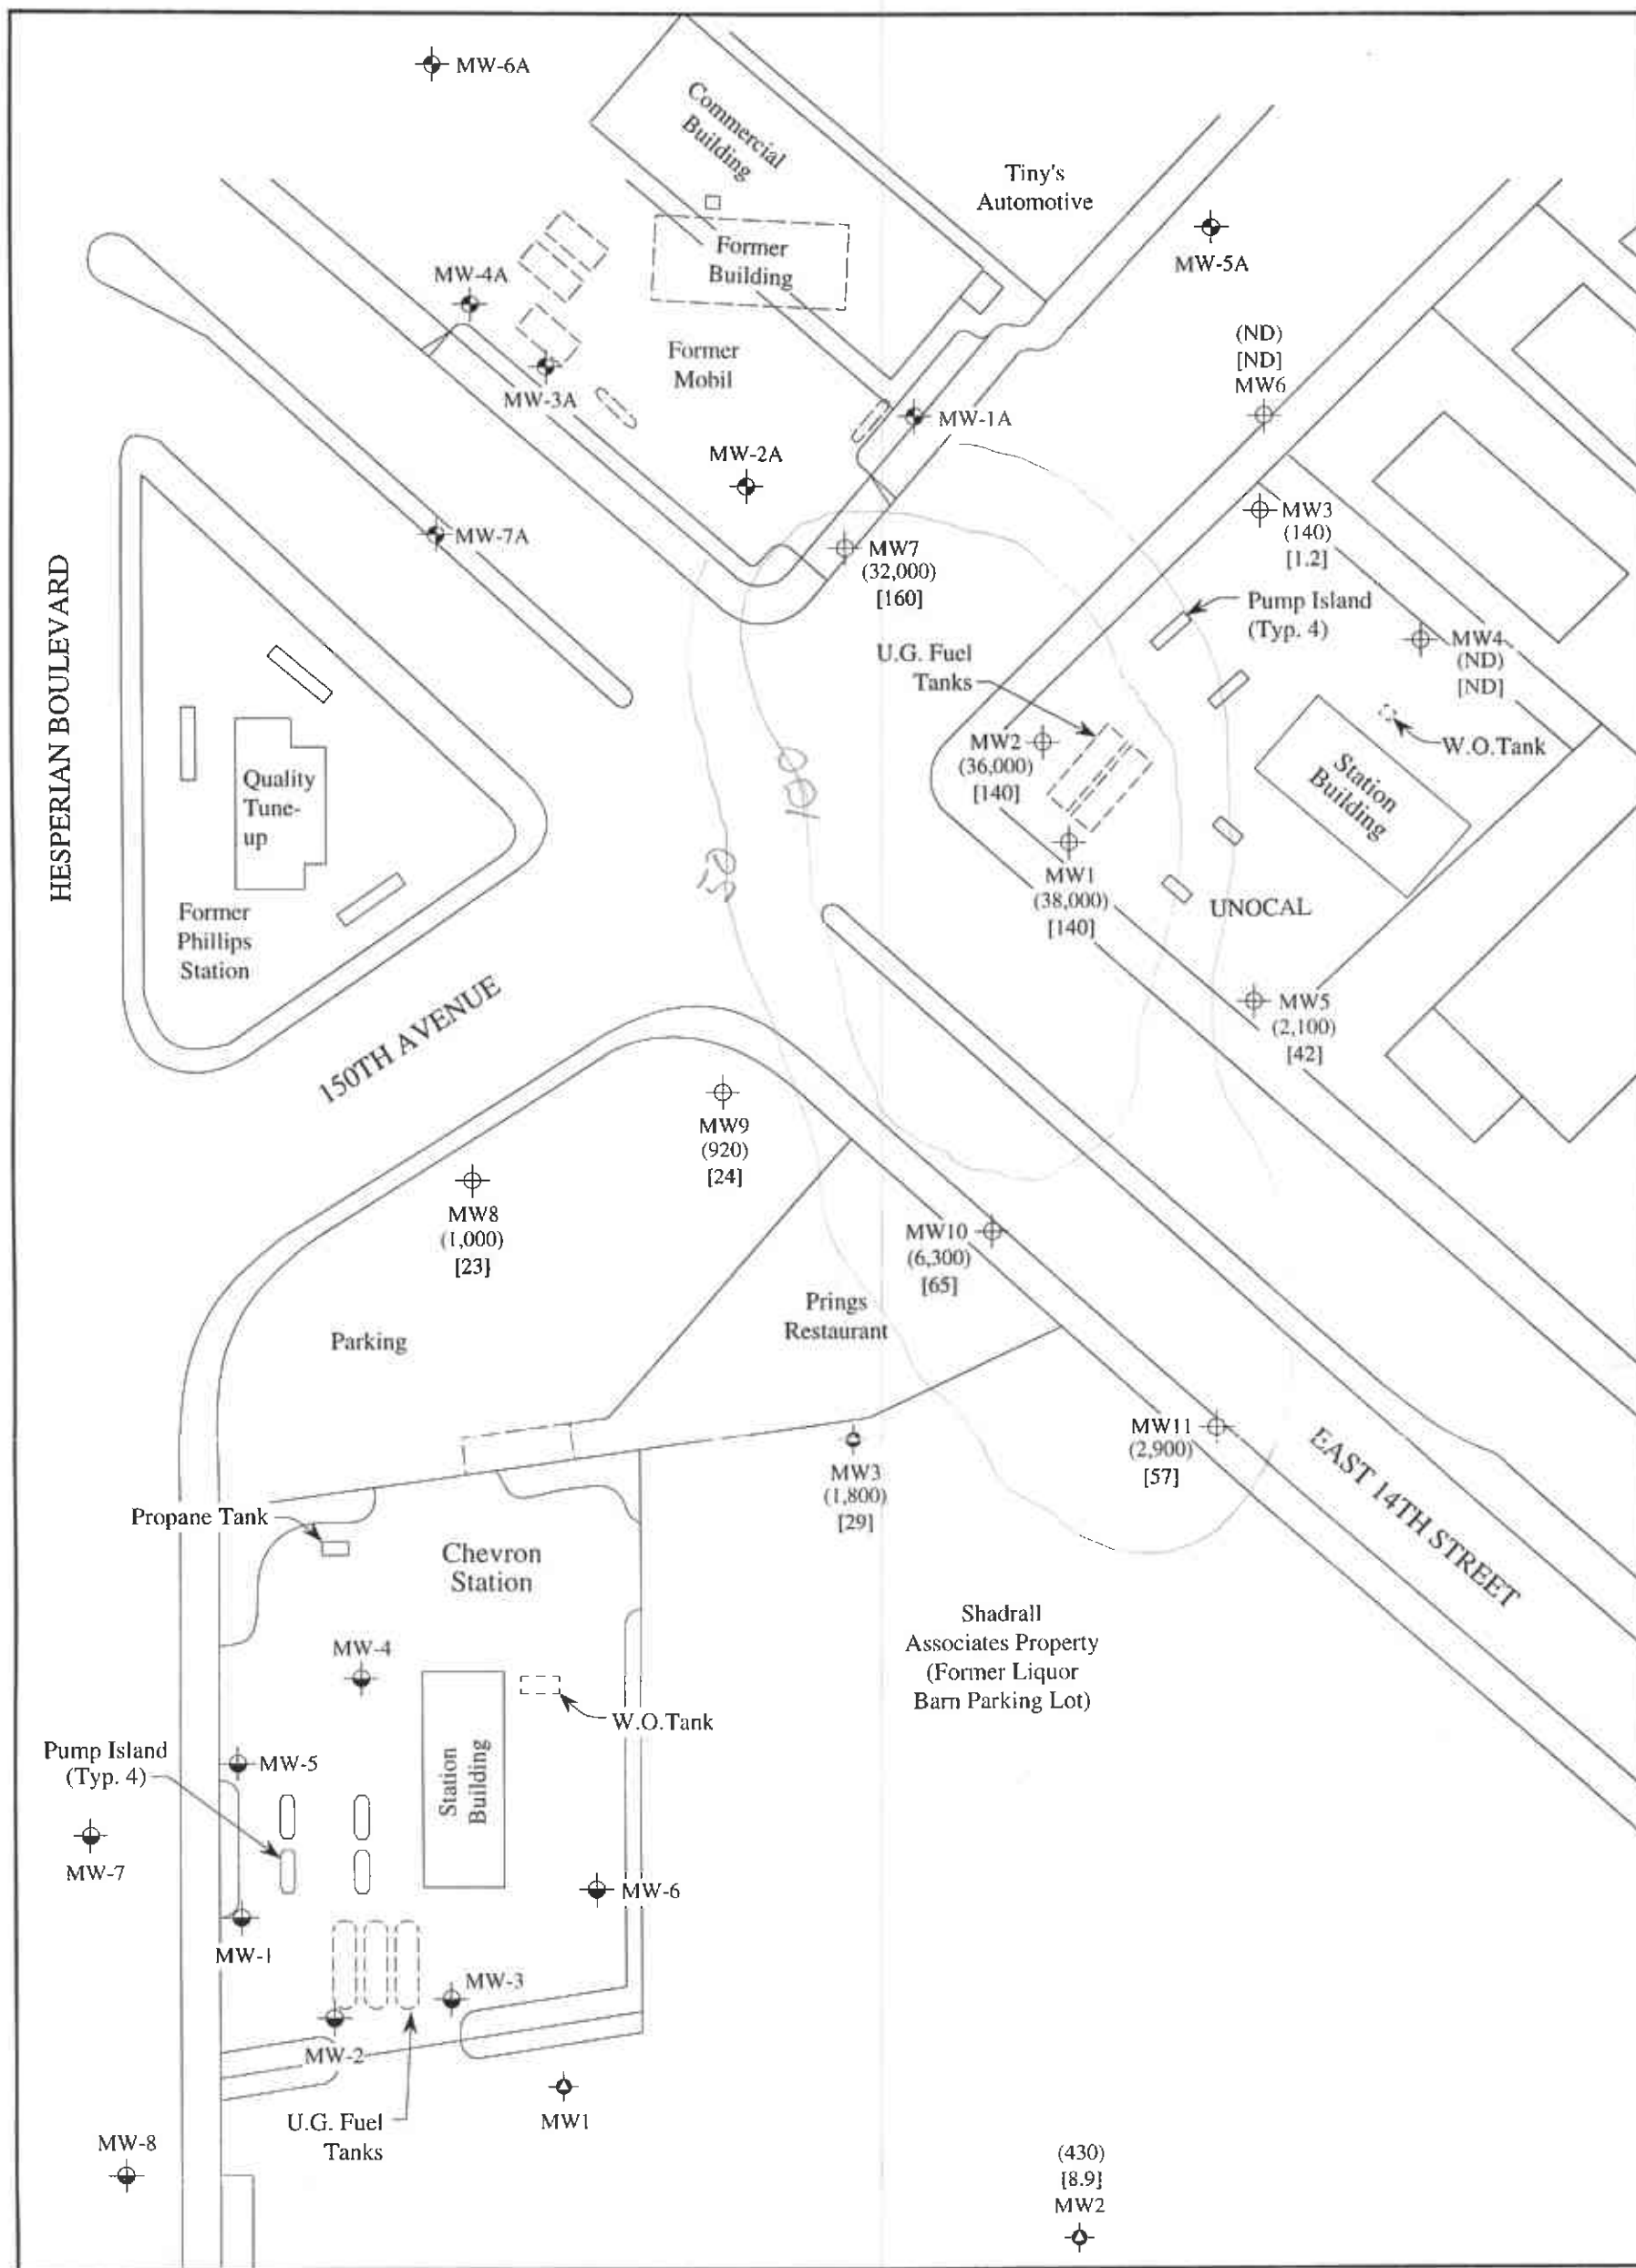 MW-6A
Commercial
Building
Tiny's
Automotive
MW-5A
Former
Building
MW-4A
Former
Mobil
MW-3A
MW-1A
(ND)
[ND]
MW6
MW-2A
MW-7A
MW7
(32,000)
[160]
MW3
(140)
[1.2]
Pump Island
(Typ. 4)
MW4
(ND)
[ND]
W.O.Tank
U.G. Fuel
Tanks
MW2
(36,000)
[140]
Station
Building
MW1
(38,000)
[140]
UNOCAL
MW5
(2,100)
[42]
100
50
HESPERIAN BOULEVARD
Quality
Tune-
up
Former
Phillips
Station
150TH AVENUE
MW9
(920)
[24]
MW8
(1,000)
[23]
MW10
(6,300)
[65]
Prings
Restaurant
Parking
MW11
(2,900)
[57]
EAST 14TH STREET
MW3
(1,800)
[29]
Propane Tank
Chevron
Station
Shadrall
Associates Property
(Former Liquor
Barn Parking Lot)
MW-4
W.O.Tank
Station
Building
Pump Island
(Typ. 4)
MW-5
MW-7
MW-6
MW-1
MW-3
MW-2
U.G. Fuel
Tanks
MW1
MW-8
(430)
[8.9]
MW2